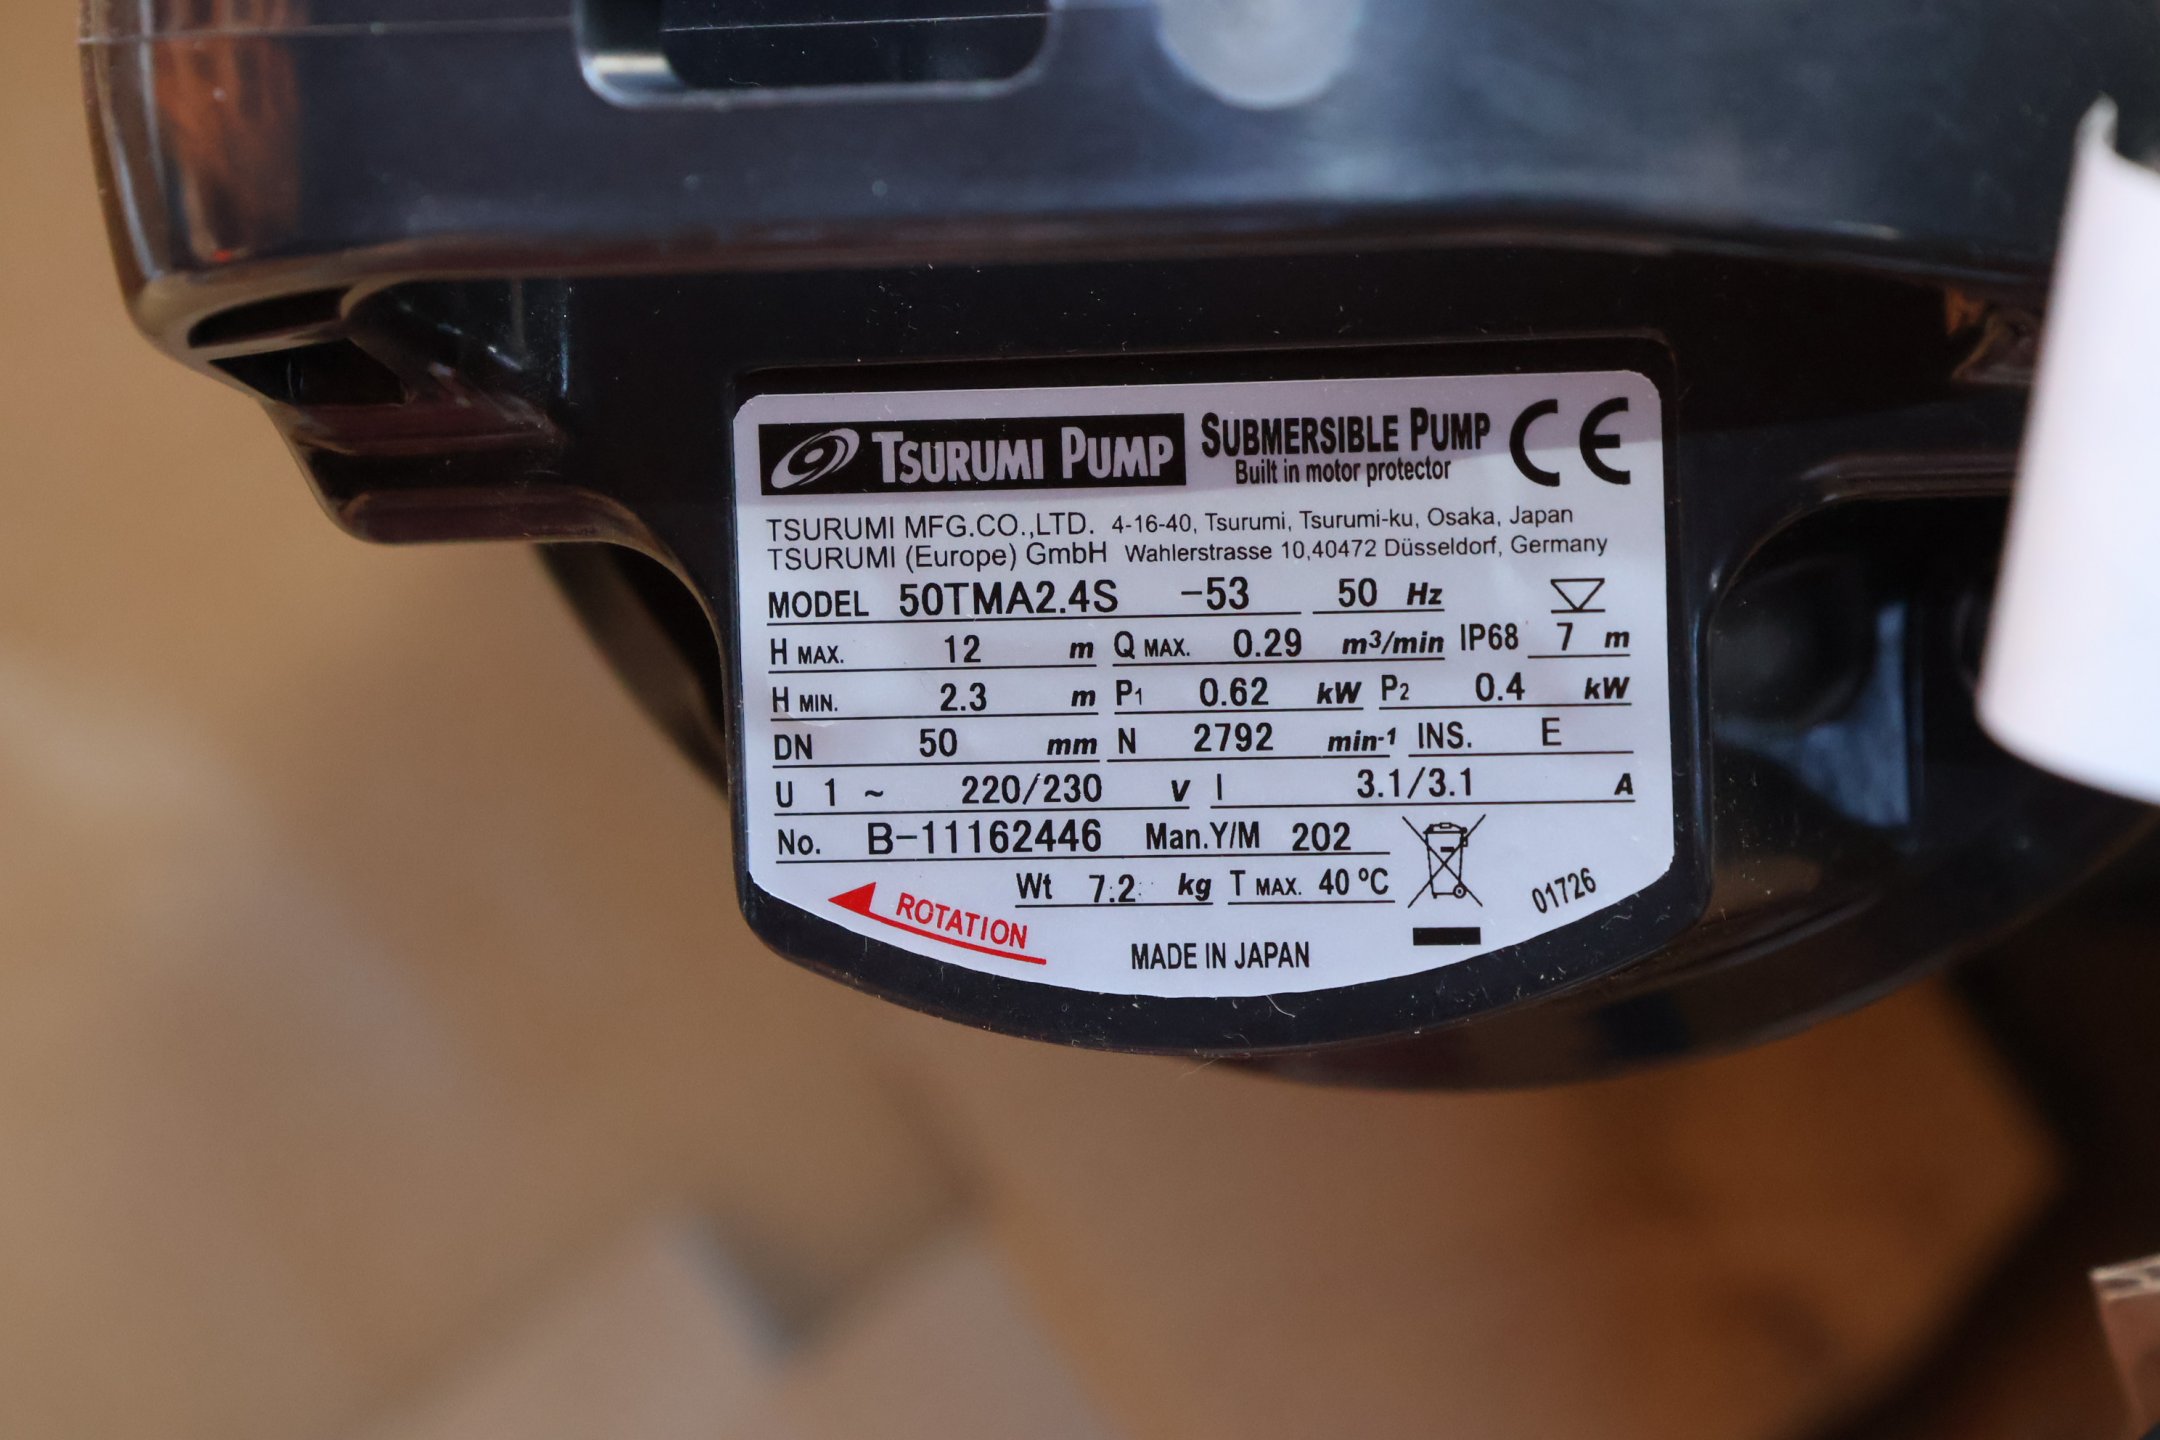 TSURUMI PUMP SUBMERSIBLE PUMP CE
Built in motor protector
TSURUMI MFG.CO.,LTD. 4-16-40, Tsurumi, Tsurumi-ku, Osaka, Japan
TSURUMI (Europe) GmbH Wahlerstrasse 10,40472 Düsseldorf, Germany
MODEL 50TMA2.4S -53 50 Hz
H MAX. 12 m Q MAX. 0.29 m3/min IP68 7 m
H MIN. 2.3 m P1 0.62 kW P2 0.4 kW
DN 50 mm N 2792 min-1 INS. E
U 1 ~ 220/230 V I 3.1/3.1 A
No. B-11162446 Man.Y/M 202
Wt 7.2 kg T MAX. 40 ºC
ROTATION
01726
MADE IN JAPAN